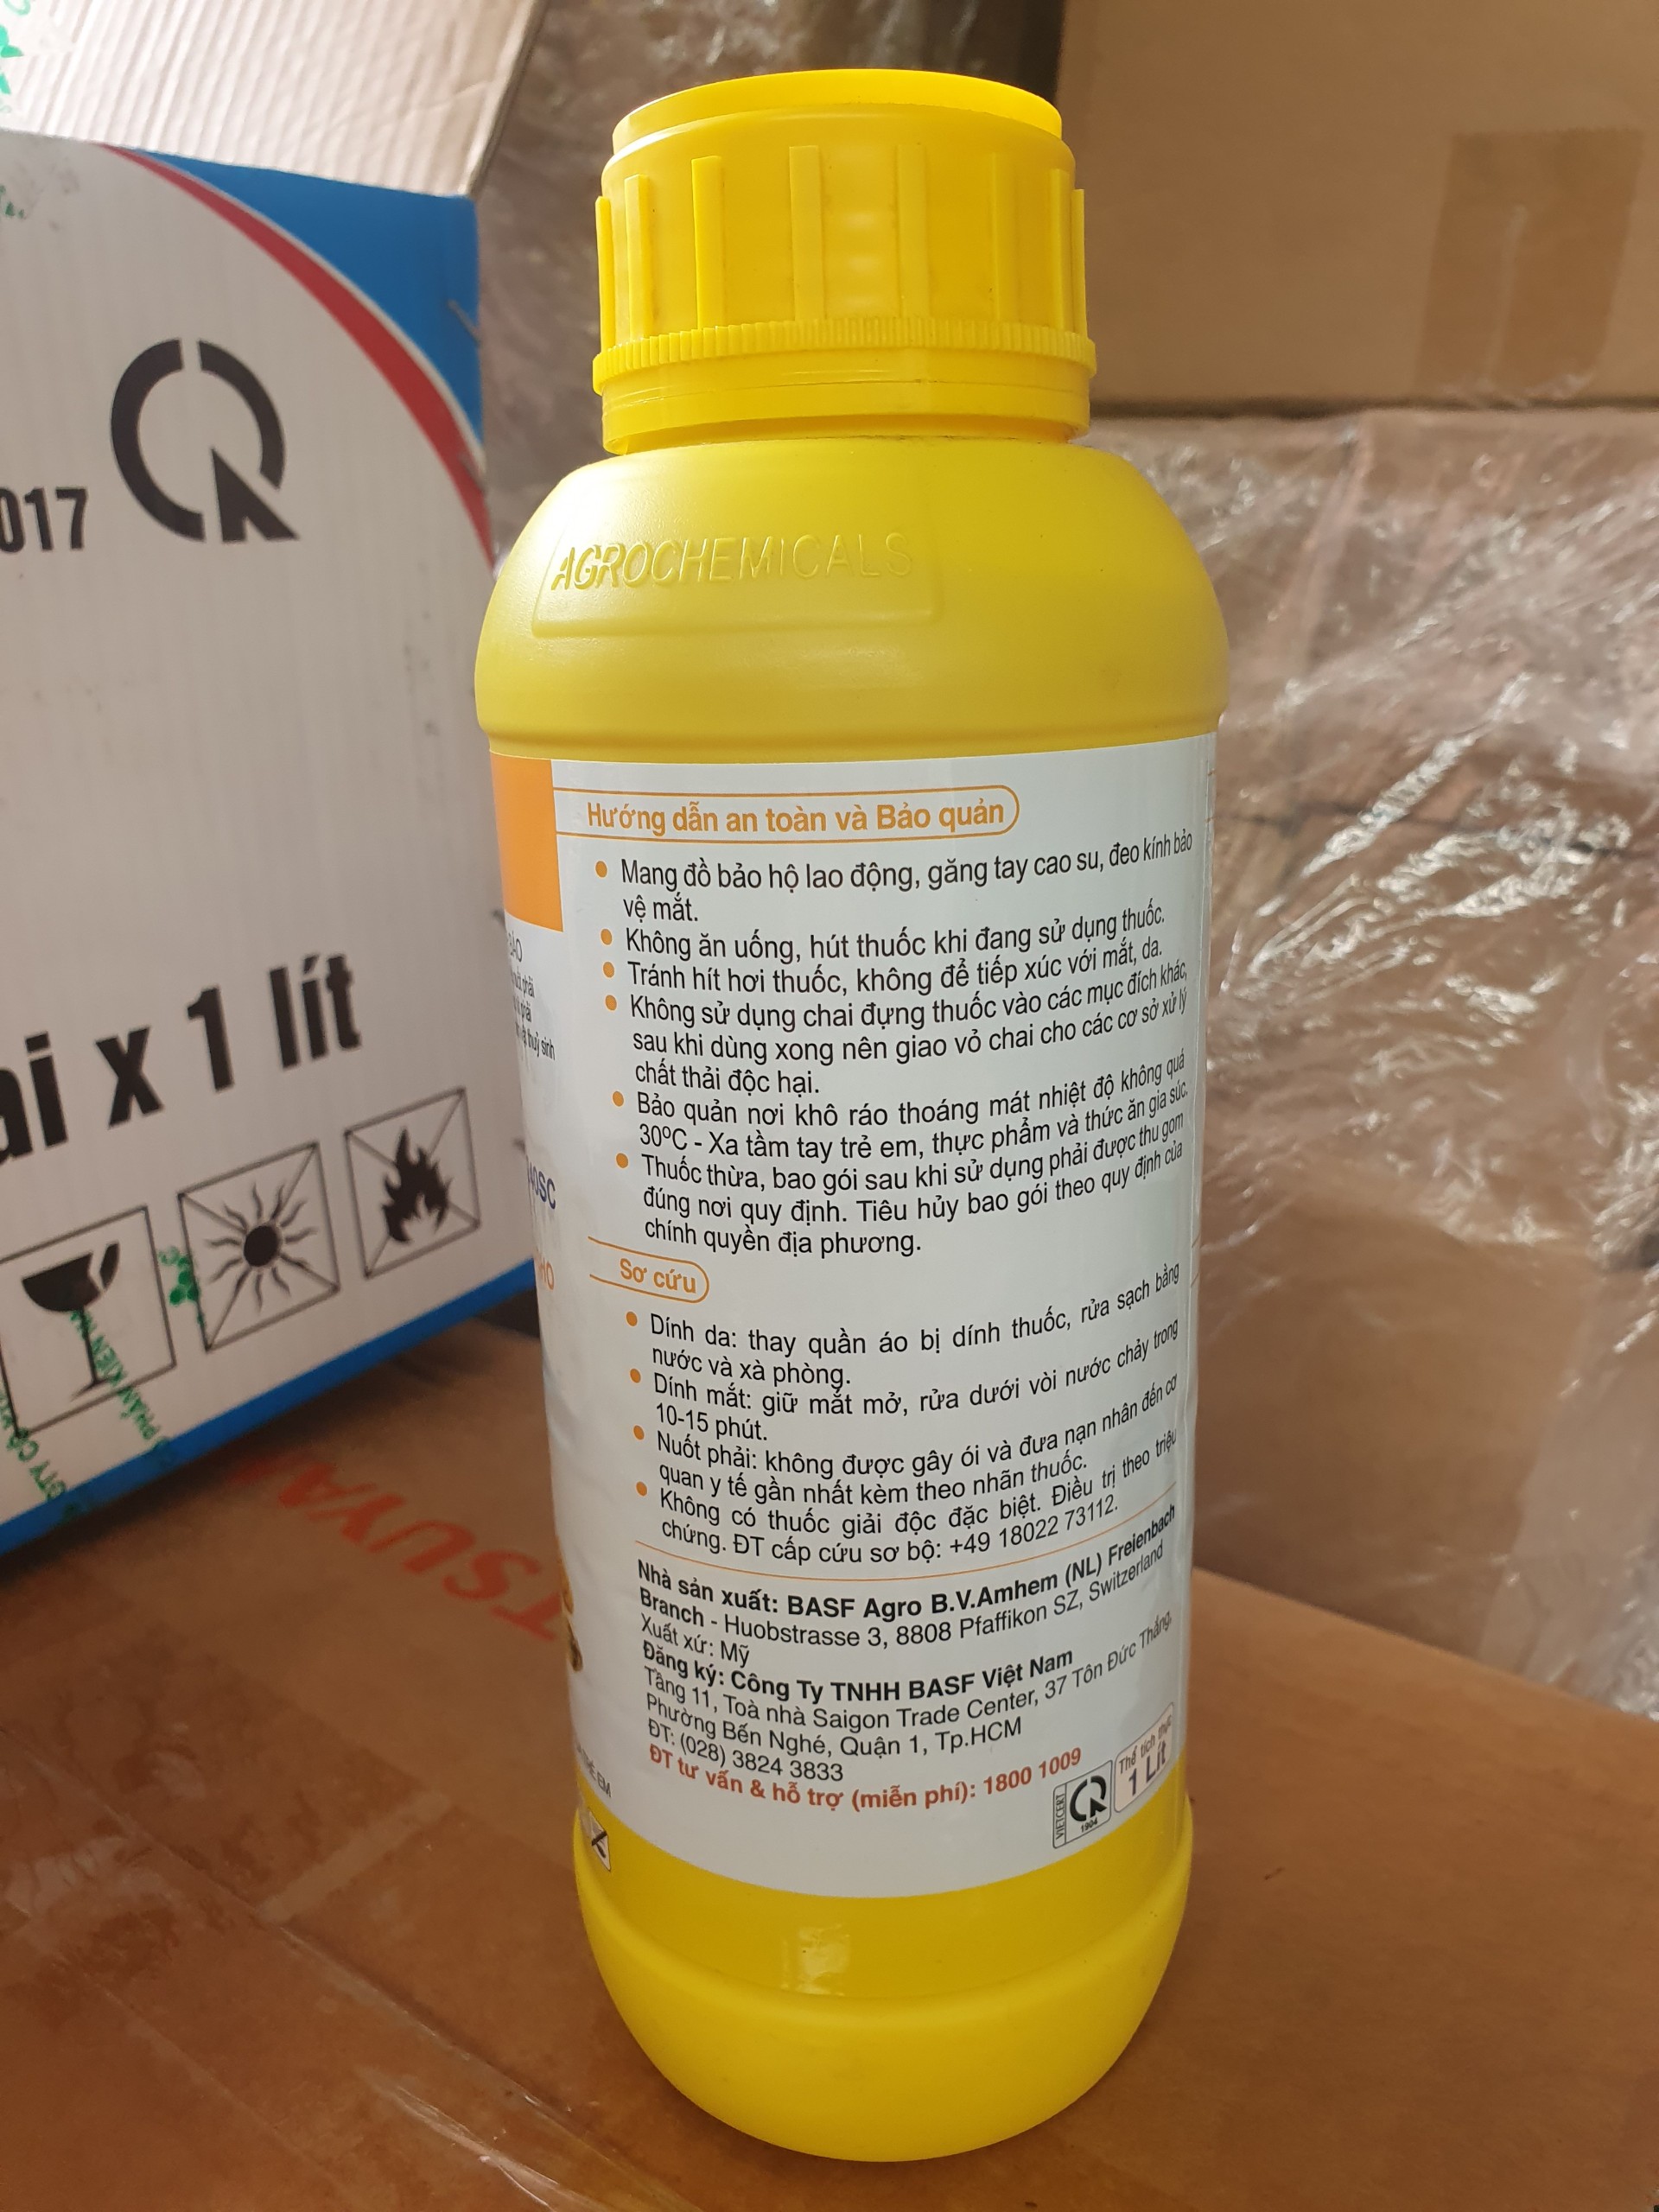 017
ai x 1 lít
TSUYA
AGROCHEMICALS
Hướng dẫn an toàn và Bảo quản
• Mang đồ bảo hộ lao động, găng tay cao su, đeo kính bảo
vệ mắt.
• Không ăn uống, hút thuốc khi đang sử dụng thuốc.
• Tránh hít hơi thuốc, không để tiếp xúc với mắt, da.
• Không sử dụng chai đựng thuốc vào các mục đích khác,
sau khi dùng xong nên giao vỏ chai cho các cơ sở xử lý
chất thải độc hại.
• Bảo quản nơi khô ráo thoáng mát nhiệt độ không quá
30ºC - Xa tầm tay trẻ em, thực phẩm và thức ăn gia súc.
• Thuốc thừa, bao gói sau khi sử dụng phải được thu gom
đúng nơi quy định. Tiêu hủy bao gói theo quy định của
chính quyền địa phương.
Sơ cứu
• Dính da: thay quần áo bị dính thuốc, rửa sạch bằng
nước và xà phòng.
• Dính mắt: giữ mắt mở, rửa dưới vòi nước chảy trong
10-15 phút.
• Nuốt phải: không được gây ói và đưa nạn nhân đến cơ
quan y tế gần nhất kèm theo nhãn thuốc.
• Không có thuốc giải độc đặc biệt. Điều trị theo triệu
chứng. ĐT cấp cứu sơ bộ: +49 18022 73112.
Nhà sản xuất: BASF Agro B.V.Amhem (NL) Freienbach
Branch - Huobstrasse 3, 8808 Pfaffikon SZ, Switzerland
Xuất xứ: Mỹ
Đăng ký: Công Ty TNHH BASF Việt Nam
Tầng 11, Toà nhà Saigon Trade Center, 37 Tôn Đức Thắng,
Phường Bến Nghé, Quận 1, Tp.HCM
ĐT: (028) 3824 3833
ĐT tư vấn & hỗ trợ (miễn phí): 1800 1009
VIETCERT
1904
Thể tích thực
1 Lít
BẢO
phải
phải
thuỷ sinh
40SC
HO
EM